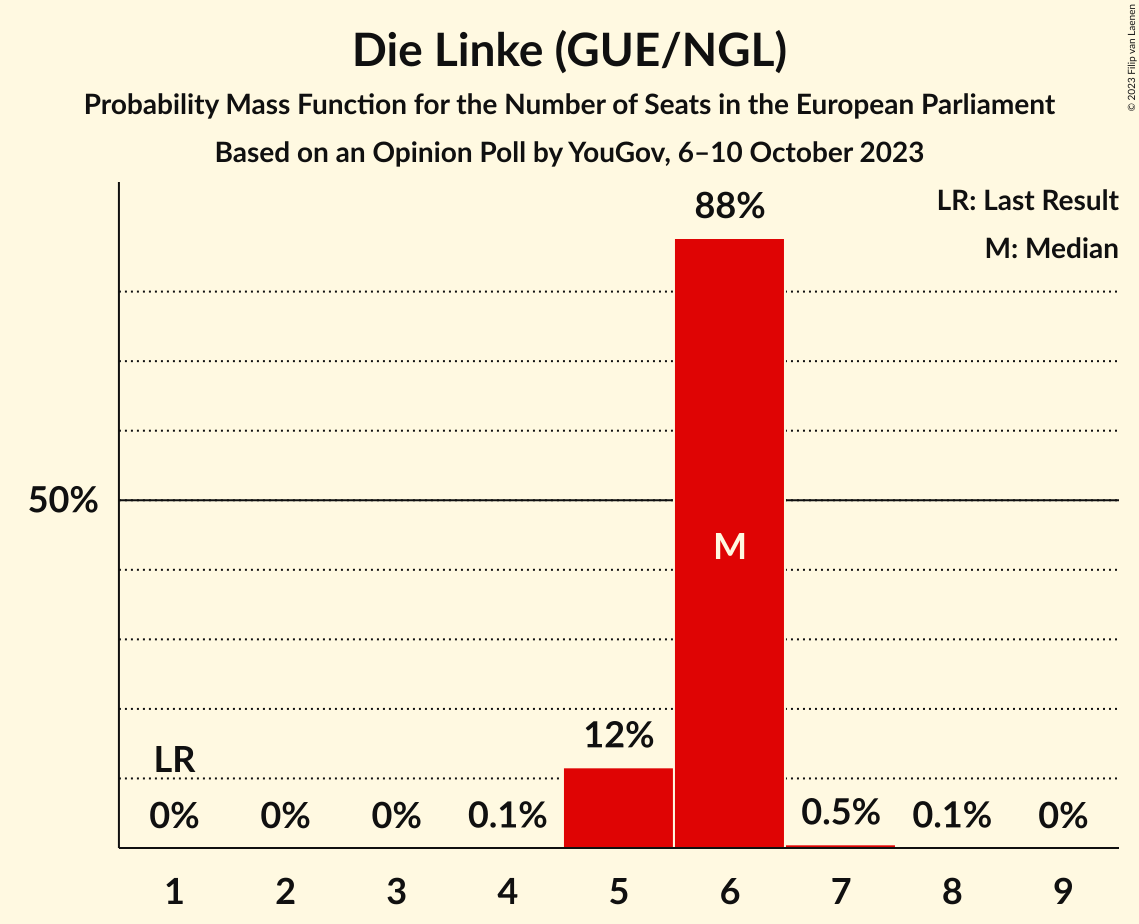 Die Linke (GUE/NGL)
Probability Mass Function for the Number of Seats in the European Parliament
Based on an Opinion Poll by YouGov, 6–10 October 2023
© 2023 Filip van Laenen
LR: Last Result
M: Median
88%
50%
M
12%
LR
0%
0%
0%
0.1%
0.5%
0.1%
0%
1 2 3 4 5 6 7 8 9